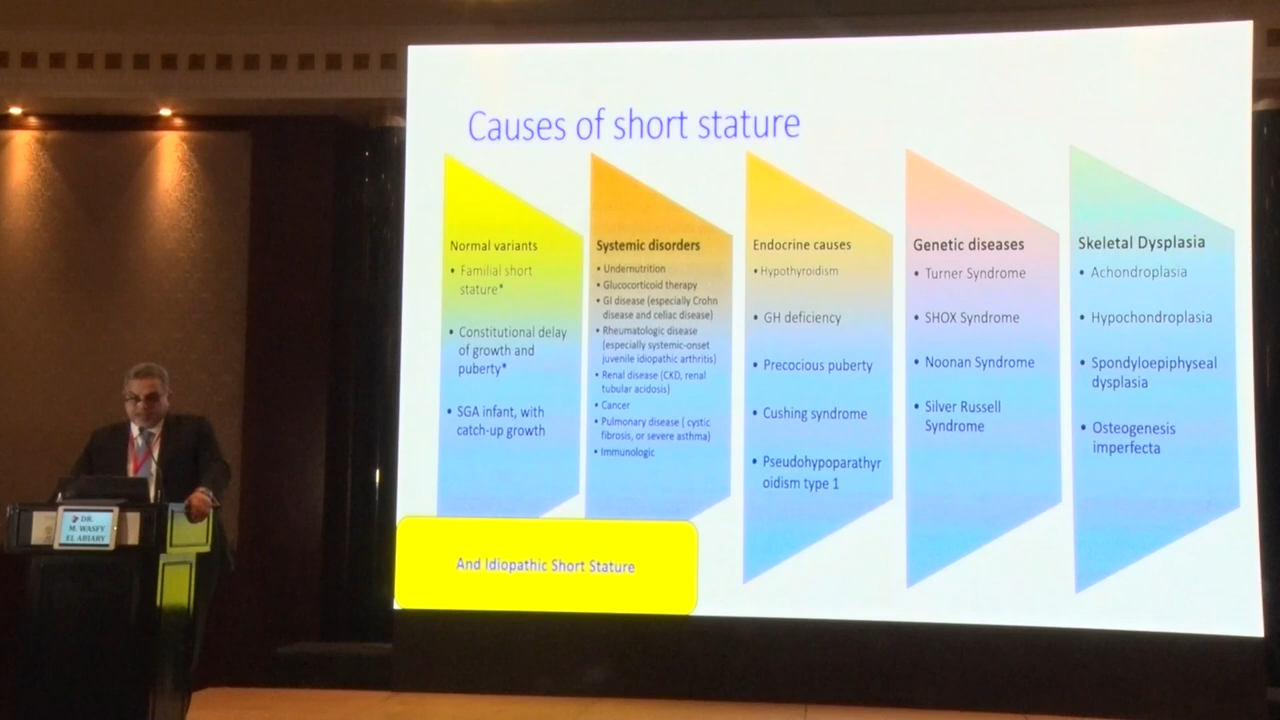 Causes of short stature
Normal variants
• Familial short
stature*
• Constitutional delay
of growth and
puberty*
• SGA infant, with
catch-up growth
Systemic disorders
• Undernutrition
• Glucocorticoid therapy
• GI disease (especially Crohn
disease and celiac disease)
• Rheumatologic disease
(especially systemic-onset
juvenile idiopathic arthritis)
• Renal disease (CKD, renal
tubular acidosis)
• Cancer
• Pulmonary disease ( cystic
fibrosis, or severe asthma)
• Immunologic
Endocrine causes
• Hypothyroidism
• GH deficiency
• Precocious puberty
• Cushing syndrome
• Pseudohypoparathyr
oidism type 1
Genetic diseases
• Turner Syndrome
• SHOX Syndrome
• Noonan Syndrome
• Silver Russell
Syndrome
Skeletal Dysplasia
• Achondroplasia
• Hypochondroplasia
• Spondyloepiphyseal
dysplasia
• Osteogenesis
imperfecta
And Idiopathic Short Stature
DR.
M. WASFY
EL ABIARY